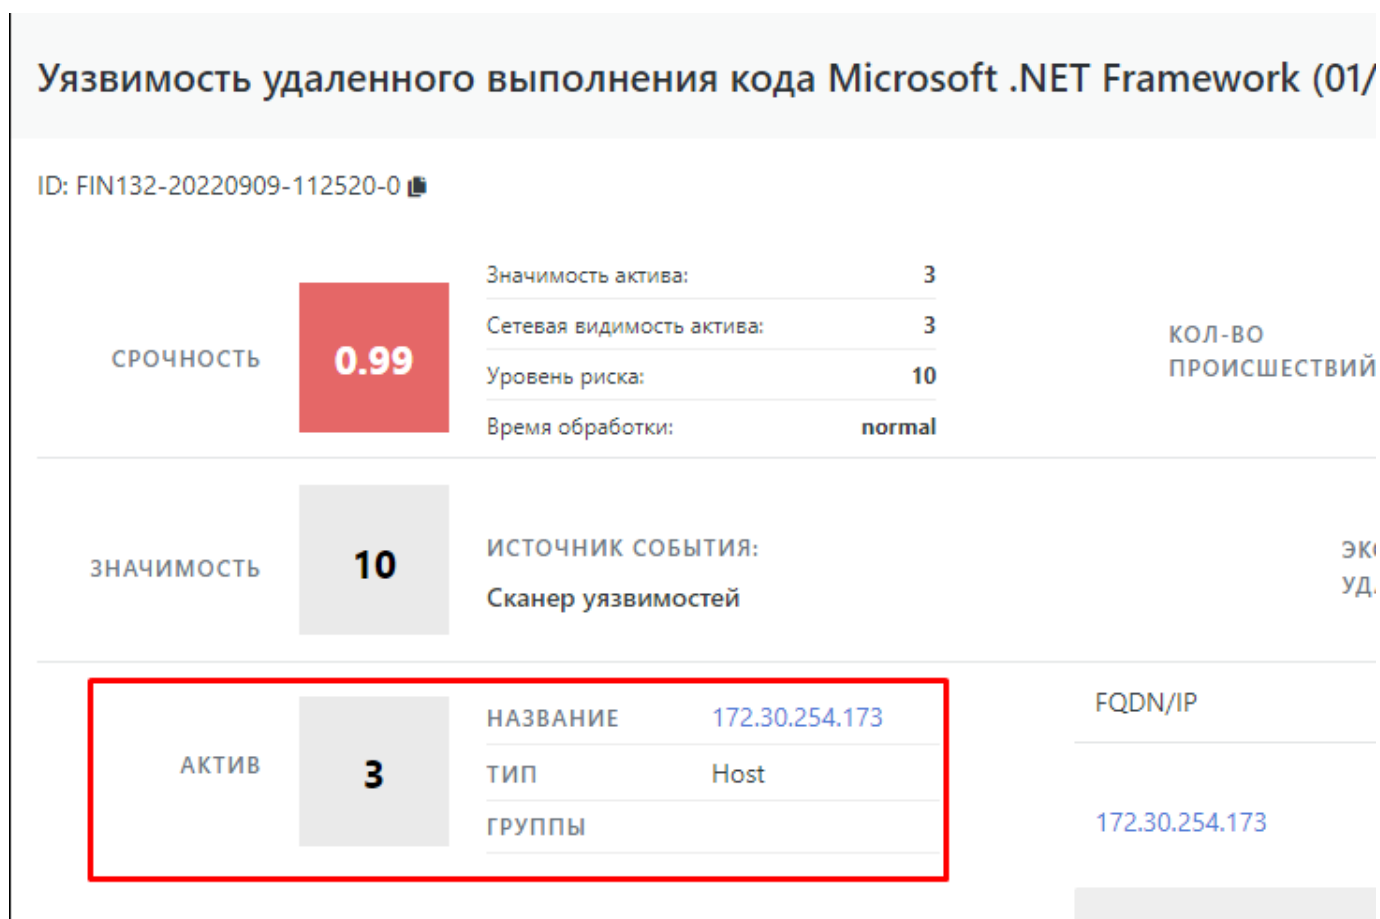 Уязвимость удаленного выполнения кода Microsoft .NET Framework (01/
ID: FIN132-20220909-112520-0
СРОЧНОСТЬ
0.99
Значимость актива: 3
Сетевая видимость актива: 3
Уровень риска: 10
Время обработки: normal
КОЛ-ВО
ПРОИСШЕСТВИЙ
ЗНАЧИМОСТЬ
10
ИСТОЧНИК СОБЫТИЯ:
Сканер уязвимостей
АКТИВ
3
НАЗВАНИЕ 172.30.254.173
ТИП Host
ГРУППЫ
FQDN/IP
172.30.254.173